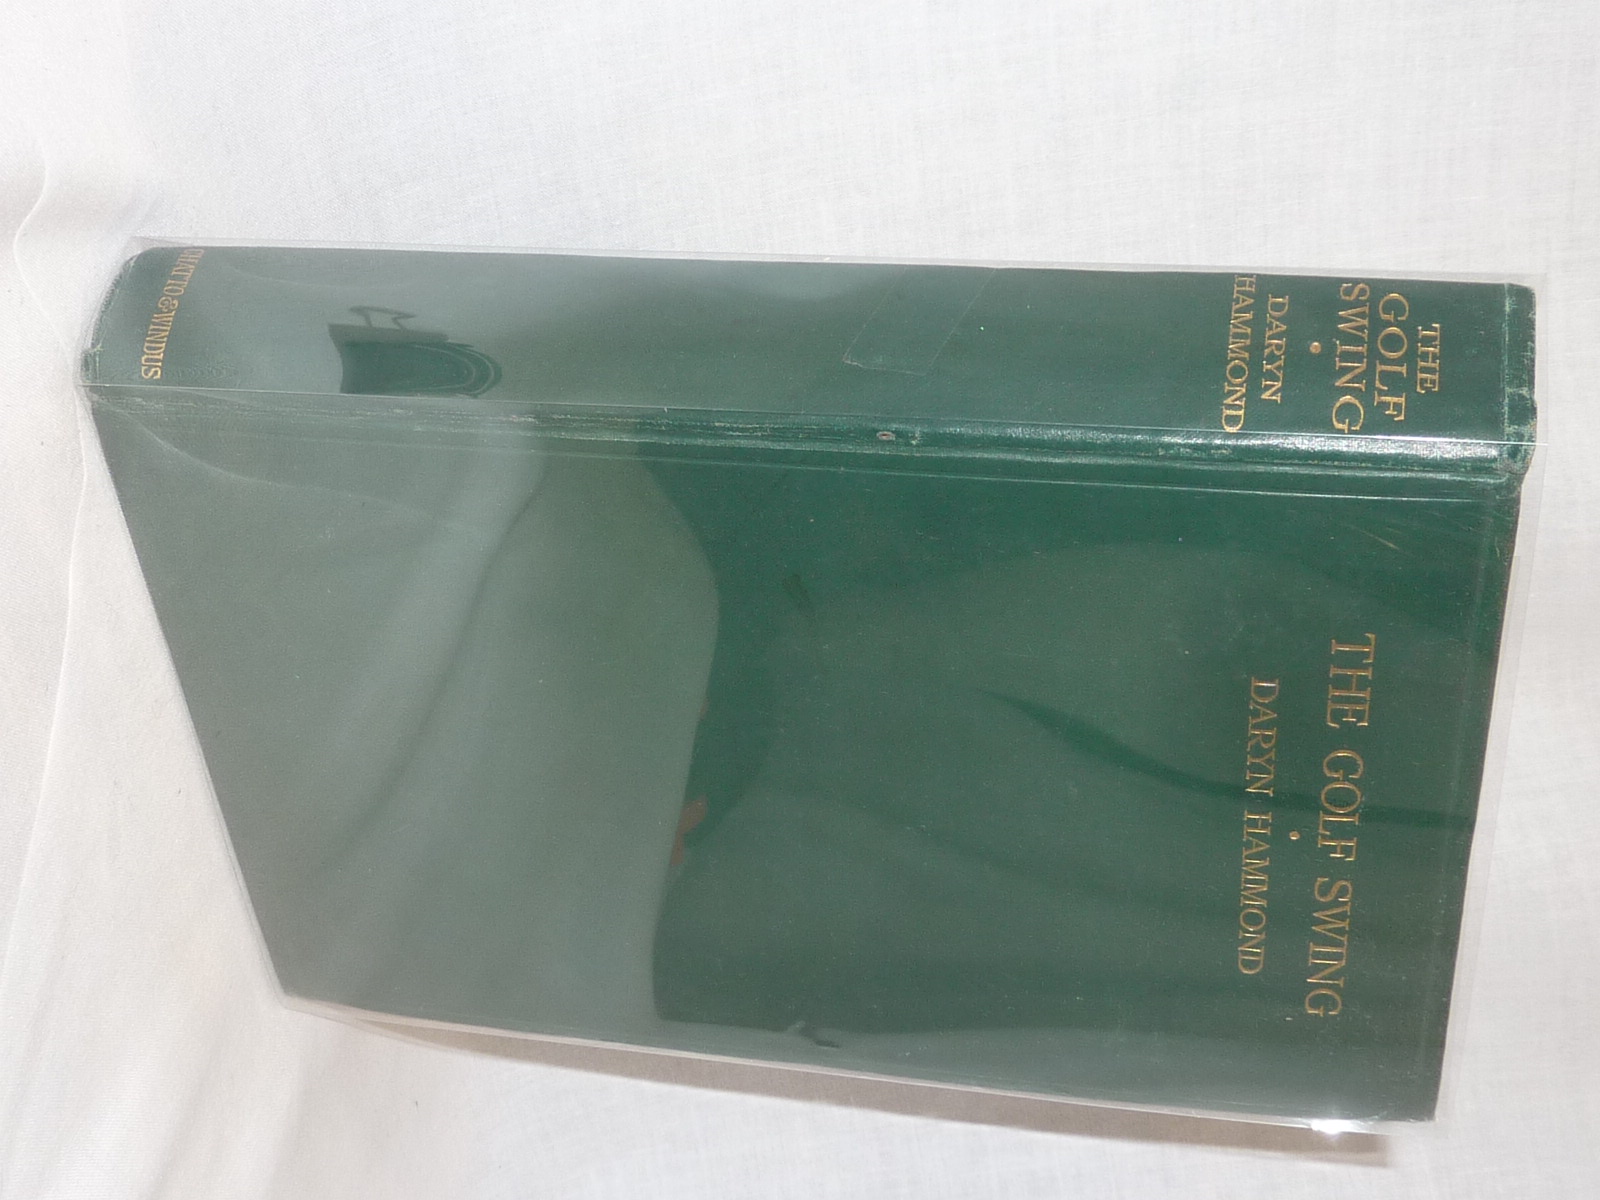 THE
GOLF
SWING
•
DARYN
HAMMOND
CHATTO & WINDUS
THE GOLF SWING
•
DARYN HAMMOND